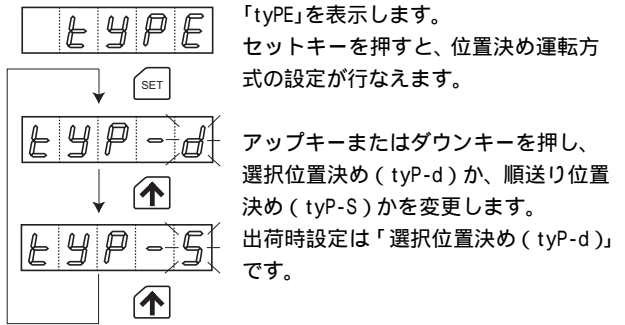 tyPE
「tyPE」を表示します。
セットキーを押すと、位置決め運転方
式の設定が行なえます。
SET
tyP-d
アップキーまたはダウンキーを押し、
選択位置決め（tyP-d）か、順送り位置
決め（tyP-S）かを変更します。
出荷時設定は「選択位置決め（tyP-d）」
です。
tyP-S